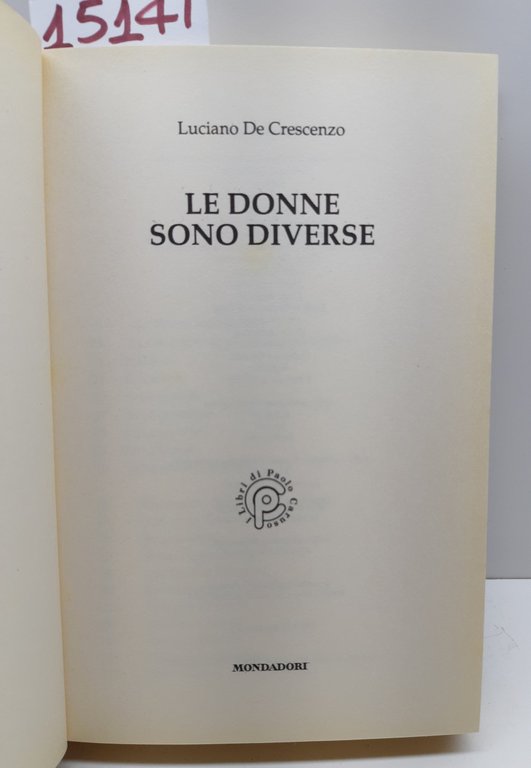 15141
Luciano De Crescenzo
LE DONNE
SONO DIVERSE
i Libri di Paolo Caruso
MONDADORI